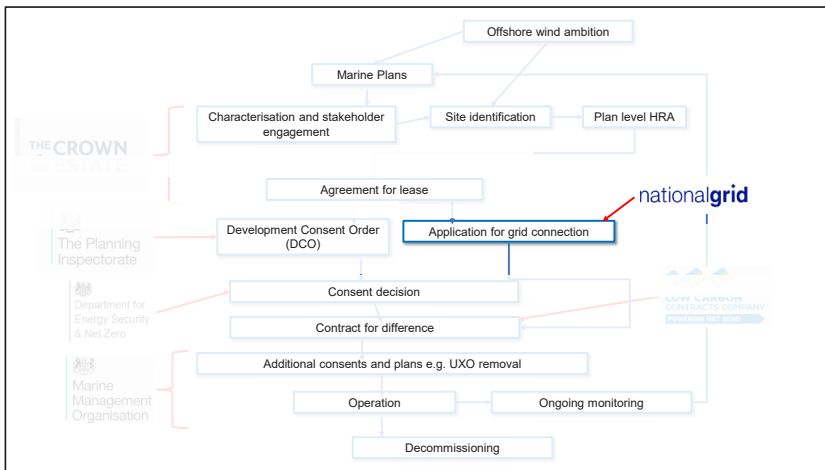 Offshore wind ambition
Marine Plans
Characterisation and stakeholder
engagement
Site identification
Plan level HRA
THE CROWN
ESTATE
Agreement for lease
nationalgrid
The Planning
Inspectorate
Development Consent Order
(DCO)
Application for grid connection
Department for
Energy Security
& Net Zero
Consent decision
LOW CARBON
CONTRACTS COMPANY
POWERING NET ZERO
Contract for difference
Additional consents and plans e.g. UXO removal
Marine
Management
Organisation
Operation
Ongoing monitoring
Decommissioning